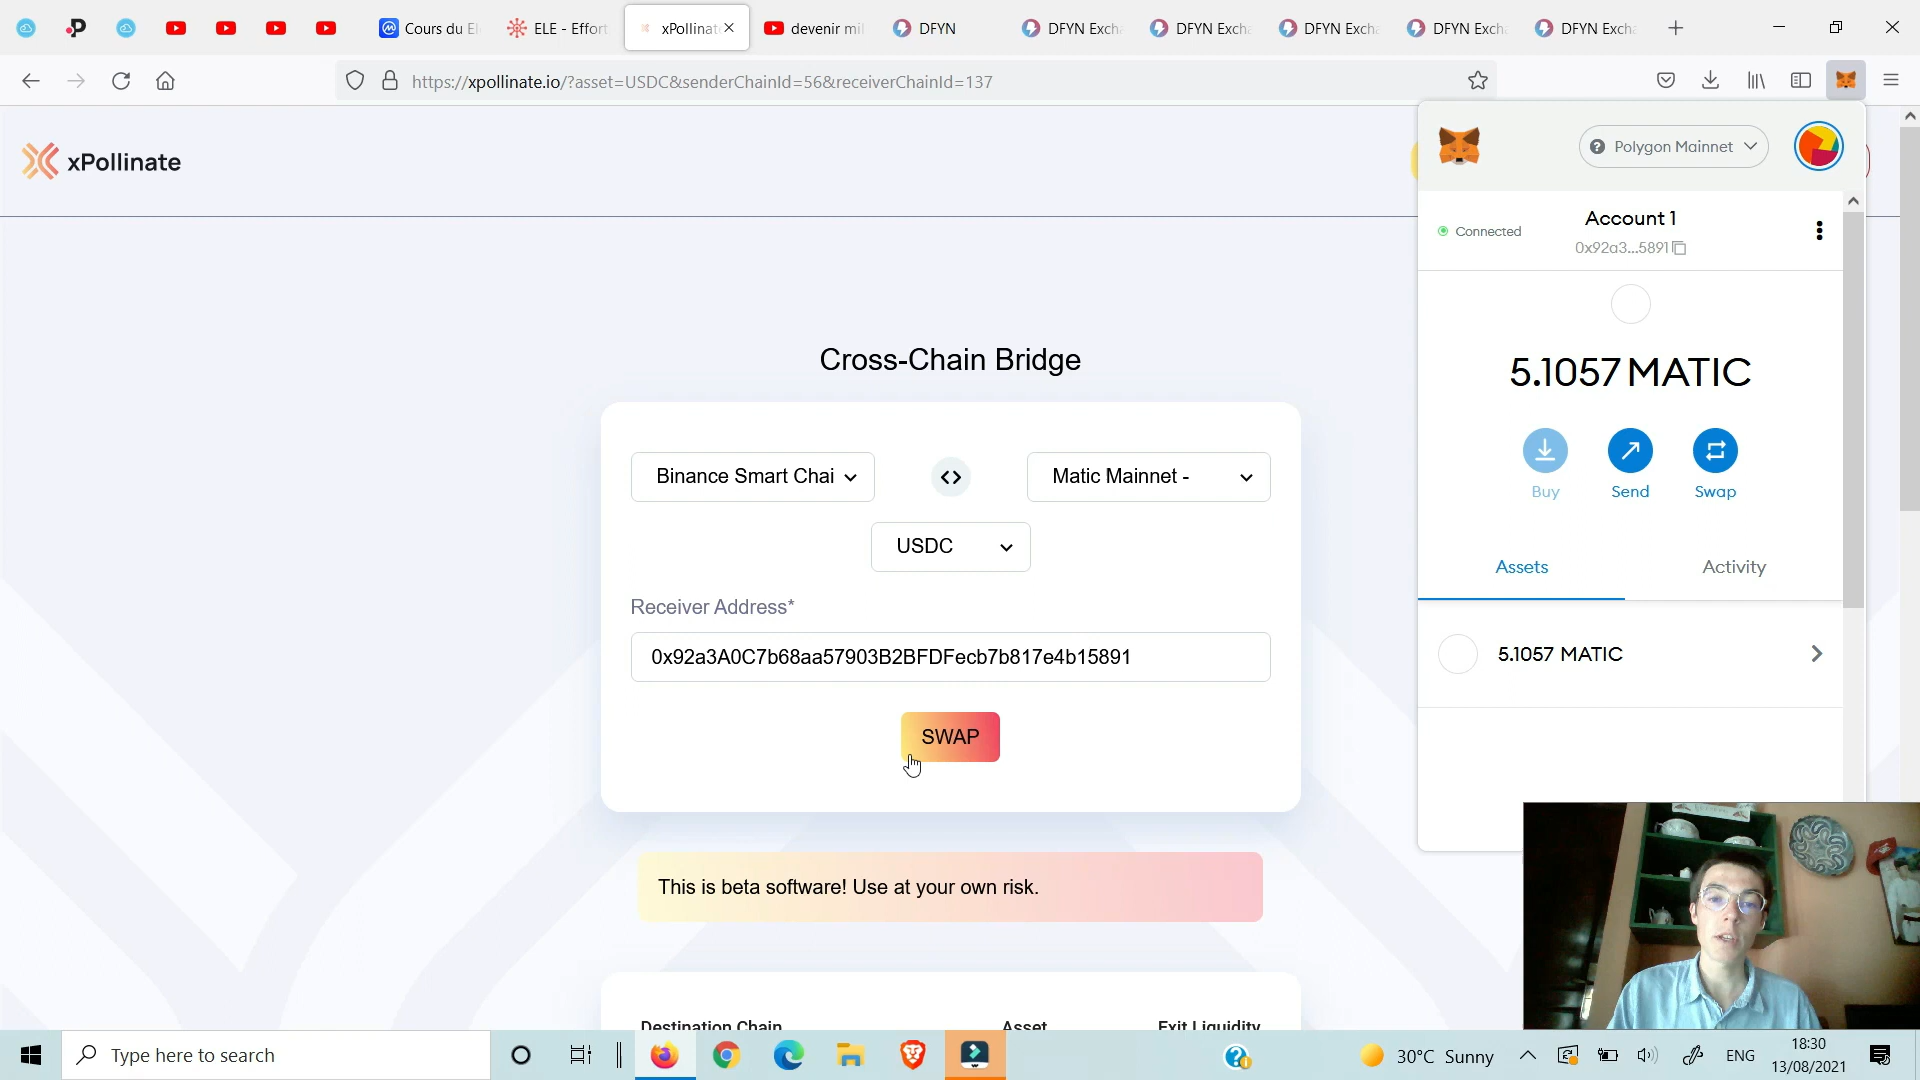 Cours du El
ELE - Effort
xPollinat
devenir mil
DFYN
DFYN Exch
DFYN Exch
DFYN Exch
DFYN Exch
DFYN Exch
https://xpollinate.io/?asset=USDC&senderChainId=56&receiverChainId=137
xPollinate
Polygon Mainnet
Connected
Account 1
0x92a3...5891
5.1057 MATIC
Buy
Send
Swap
Assets
Activity
5.1057 MATIC
Cross-Chain Bridge
Binance Smart Chai
Matic Mainnet -
USDC
Receiver Address*
0x92a3A0C7b68aa57903B2BFDFecb7b817e4b15891
SWAP
This is beta software! Use at your own risk.
Destination Chain
Asset
Exit Liquidity
Type here to search
30°C Sunny
ENG
18:30
13/08/2021